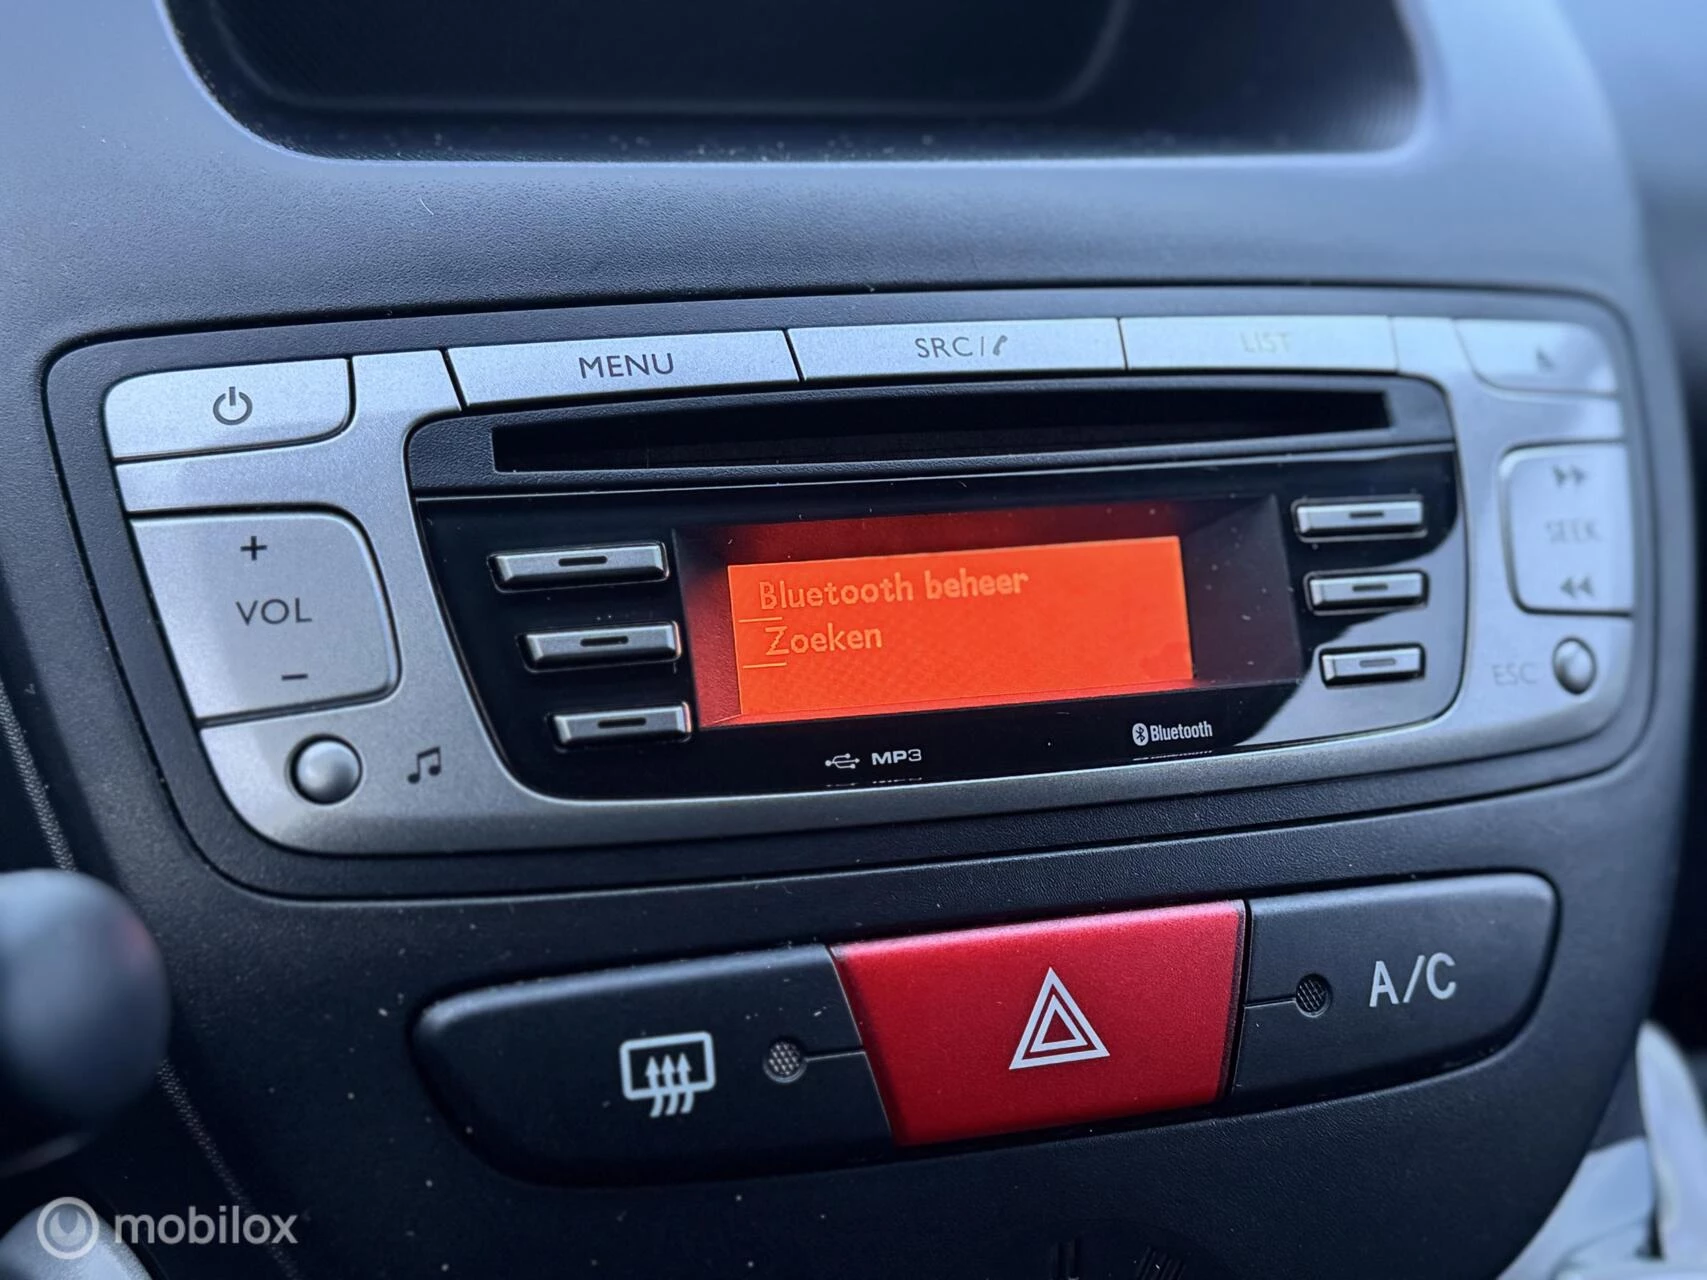 MENU
SRC/
LIST
+
VOL
-
SEEK
ESC
Bluetooth beheer
Zoeken
MP3
Bluetooth
A/C
mobilox